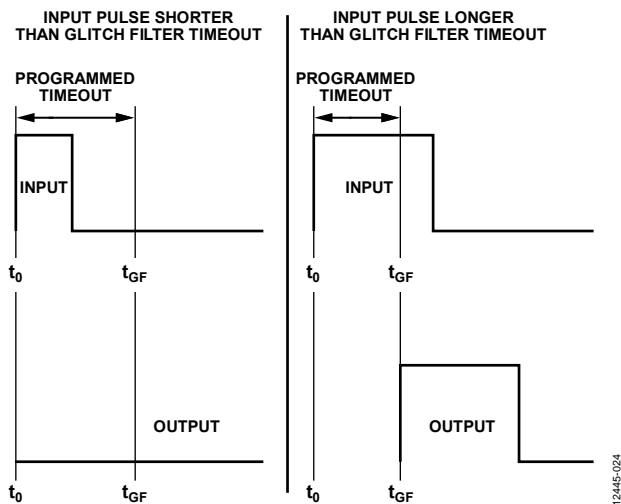 INPUT PULSE SHORTER
THAN GLITCH FILTER TIMEOUT
INPUT PULSE LONGER
THAN GLITCH FILTER TIMEOUT
PROGRAMMED
TIMEOUT
PROGRAMMED
TIMEOUT
INPUT
INPUT
t0
tGF
t0
tGF
OUTPUT
OUTPUT
t0
tGF
t0
tGF
12445-024